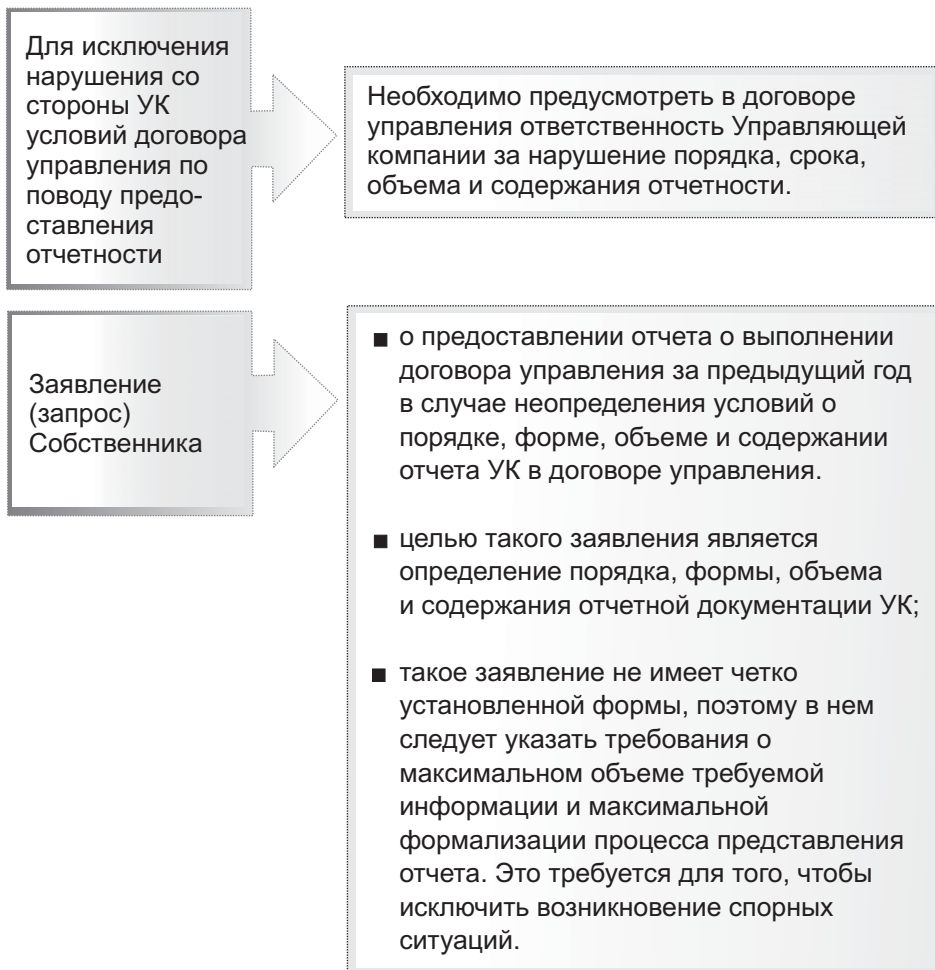 Для исключения
нарушения со
стороны УК
условий договора
управления по
поводу предо-
ставления
отчетности
Необходимо предусмотреть в договоре
управления ответственность Управляющей
компании за нарушение порядка, срока,
объема и содержания отчетности.
Заявление
(запрос)
Собственника
■ о предоставлении отчета о выполнении
договора управления за предыдущий год
в случае неопределения условий о
порядке, форме, объеме и содержании
отчета УК в договоре управления.
■ целью такого заявления является
определение порядка, формы, объема
и содержания отчетной документации УК;
■ такое заявление не имеет четко
установленной формы, поэтому в нем
следует указать требования о
максимальном объеме требуемой
информации и максимальной
формализации процесса представления
отчета. Это требуется для того, чтобы
исключить возникновение спорных
ситуаций.